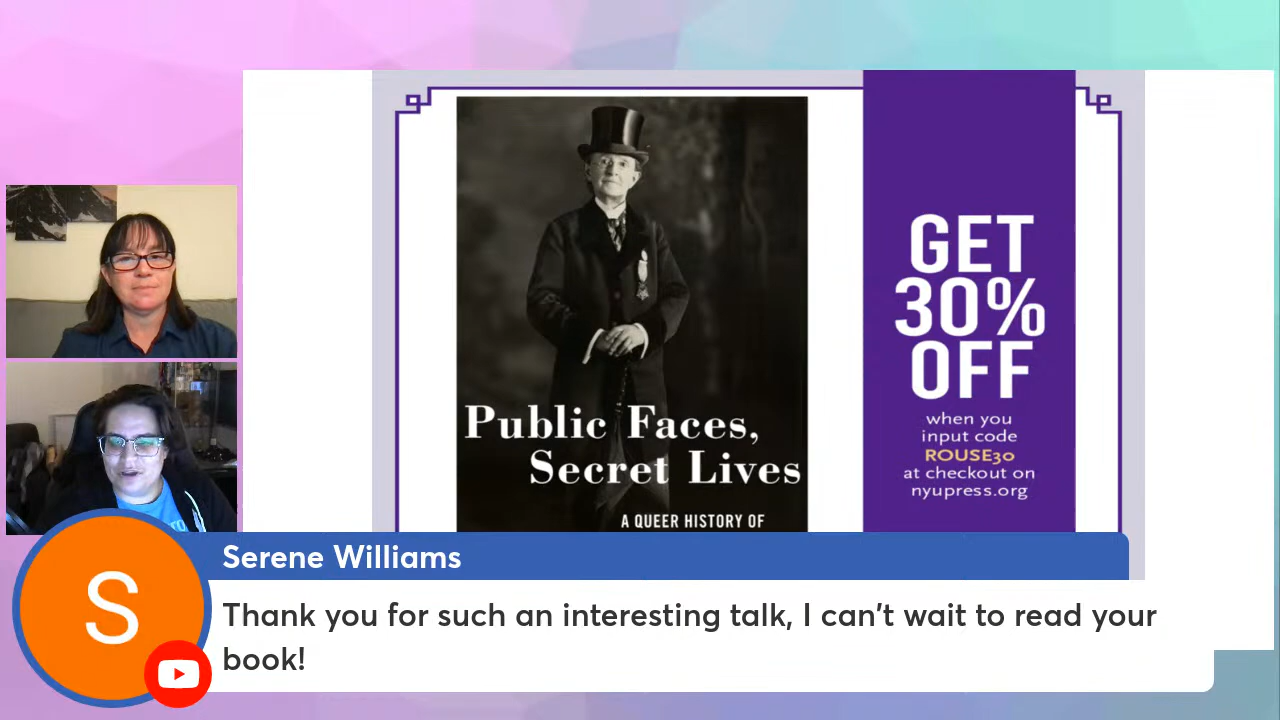 Public Faces,
Secret Lives
A QUEER HISTORY OF
GET
30%
OFF
when you
input code
ROUSE30
at checkout on
nyupress.org
S
Serene Williams
Thank you for such an interesting talk, I can't wait to read your
book!